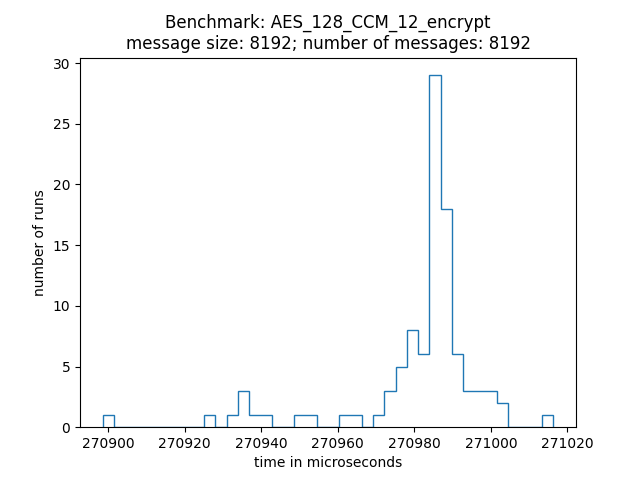 Benchmark: AES_128_CCM_12_encrypt
message size: 8192; number of messages: 8192
30
25
20
15
10
5
0
number of runs
270900 270920 270940 270960 270980 271000 271020
time in microseconds